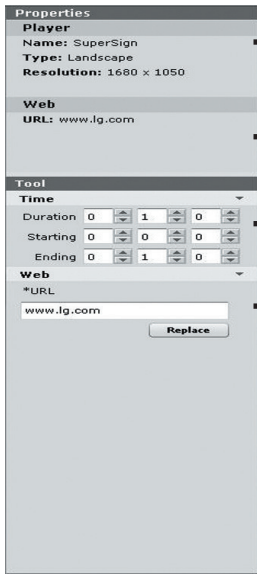 Properties
Player
Name: SuperSign
Type: Landscape
Resolution: 1680 x 1050
Web
URL: www.lg.com
Tool
Time
Duration 0 1 0
Starting 0 0 0
Ending 0 1 0
Web
*URL
www.lg.com
Replace